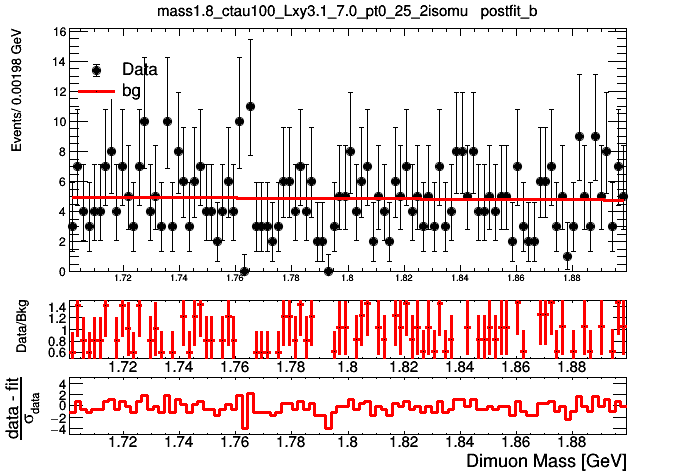 mass1.8_ctau100_Lxy3.1_7.0_pt0_25_2isomu postfit_b
Events/ 0.00198 GeV
16
14
12
10
8
6
4
2
0
Data
bg
1.72 1.74 1.76 1.78 1.8 1.82 1.84 1.86 1.88
Data/Bkg
1.4
1.2
1
0.8
0.6
1.72 1.74 1.76 1.78 1.8 1.82 1.84 1.86 1.88
data - fit
σdata
4
2
0
−2
−4
1.72 1.74 1.76 1.78 1.8 1.82 1.84 1.86 1.88
Dimuon Mass [GeV]